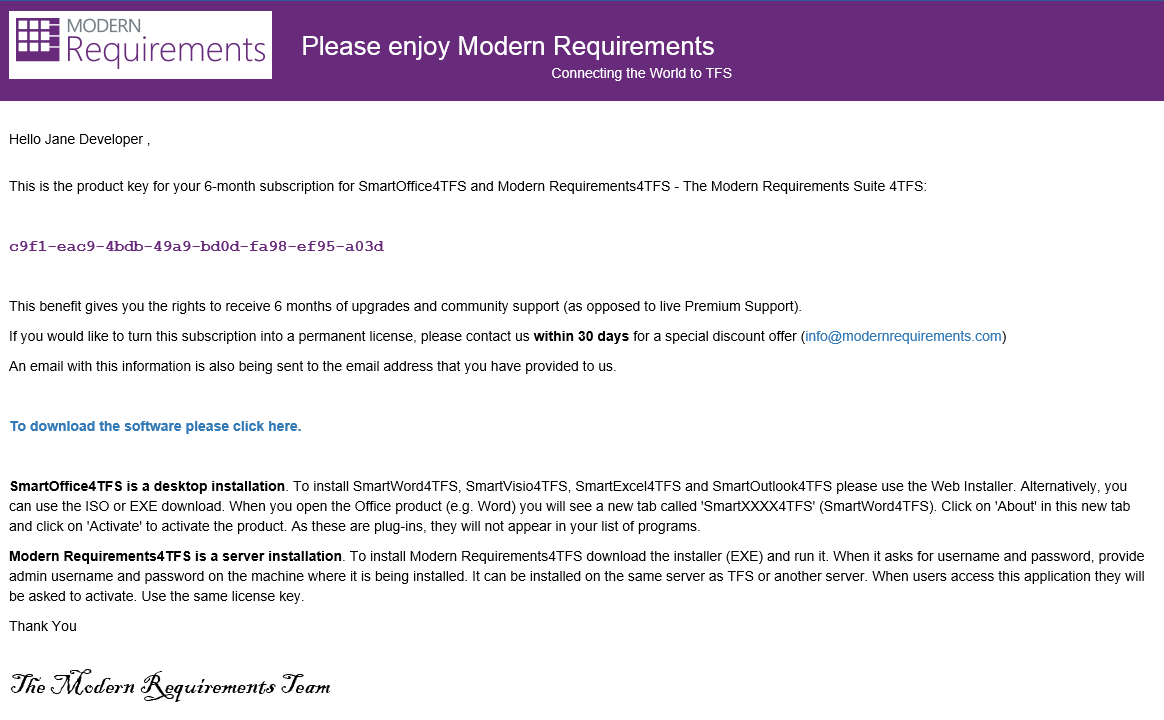 MODERN
Requirements
Please enjoy Modern Requirements
Connecting the World to TFS
Hello Jane Developer ,
This is the product key for your 6-month subscription for SmartOffice4TFS and Modern Requirements4TFS - The Modern Requirements Suite 4TFS:
c9f1-eac9-4bdb-49a9-bd0d-fa98-ef95-a03d
This benefit gives you the rights to receive 6 months of upgrades and community support (as opposed to live Premium Support).
If you would like to turn this subscription into a permanent license, please contact us within 30 days for a special discount offer (info@modernrequirements.com)
An email with this information is also being sent to the email address that you have provided to us.
To download the software please click here.
SmartOffice4TFS is a desktop installation. To install SmartWord4TFS, SmartVisio4TFS, SmartExcel4TFS and SmartOutlook4TFS please use the Web Installer. Alternatively, you
can use the ISO or EXE download. When you open the Office product (e.g. Word) you will see a new tab called 'SmartXXXX4TFS' (SmartWord4TFS). Click on 'About' in this new tab
and click on 'Activate' to activate the product. As these are plug-ins, they will not appear in your list of programs.
Modern Requirements4TFS is a server installation. To install Modern Requirements4TFS download the installer (EXE) and run it. When it asks for username and password, provide
admin username and password on the machine where it is being installed. It can be installed on the same server as TFS or another server. When users access this application they will
be asked to activate. Use the same license key.
Thank You
The Modern Requirements Team